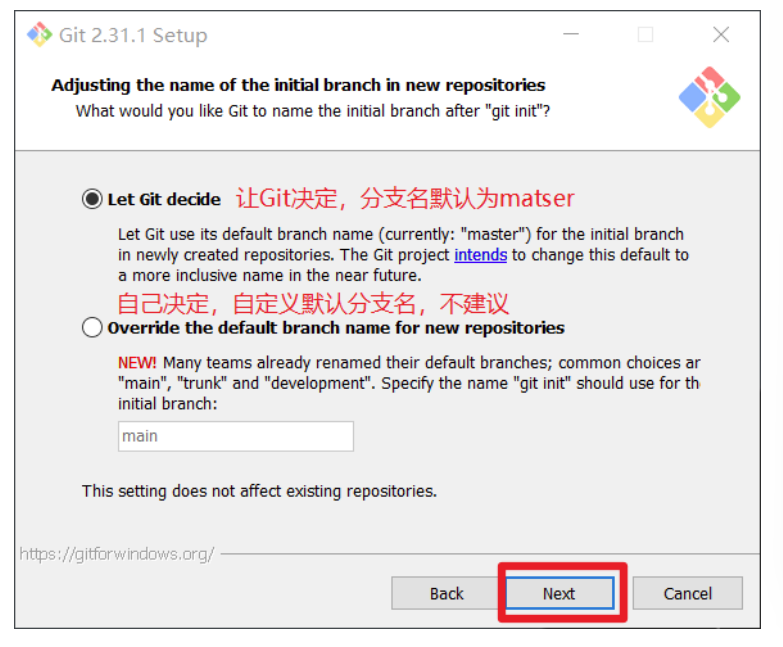 Git 2.31.1 Setup
Adjusting the name of the initial branch in new repositories
What would you like Git to name the initial branch after "git init"?
Let Git decide 让Git决定，分支名默认为matser
Let Git use its default branch name (currently: "master") for the initial branch
in newly created repositories. The Git project intends to change this default to
a more inclusive name in the near future.
自己决定，自定义默认分支名，不建议
Override the default branch name for new repositories
NEW! Many teams already renamed their default branches; common choices ar
"main", "trunk" and "development". Specify the name "git init" should use for th
initial branch:
main
This setting does not affect existing repositories.
https://gitforwindows.org/
Back Next Cancel